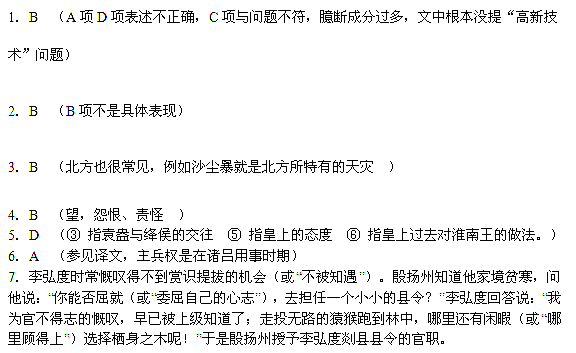 1. B （A 项 D 项表述不正确，C 项与问题不符，臆断成分过多，文中根本没提“高新技
术”问题）
2. B （B 项不是具体表现）
3. B （北方也很常见，例如沙尘暴就是北方所特有的天灾 ）
4. B （望，怨恨、责怪 ）
5. D （③ 指袁盎与绛侯的交往 ⑤ 指皇上的态度 ⑥ 指皇上过去对淮南王的做法。）
6. A （参见译文，主兵权是在诸吕用事时期）
7. 李弘度时常慨叹得不到赏识提拔的机会（或“不被知遇”）。殷扬州知道他家境贫寒，问
他说：“你能否屈就（或“委屈自己的心志”），去担任一个小小的县令？”李弘度回答说：“我
为官不得志的慨叹，早已被上级知道了；走投无路的猿猴跑到林中，哪里还有闲暇（或“哪
里顾得上”）选择栖身之木呢！”于是殷扬州授予李弘度剡县县令的官职。